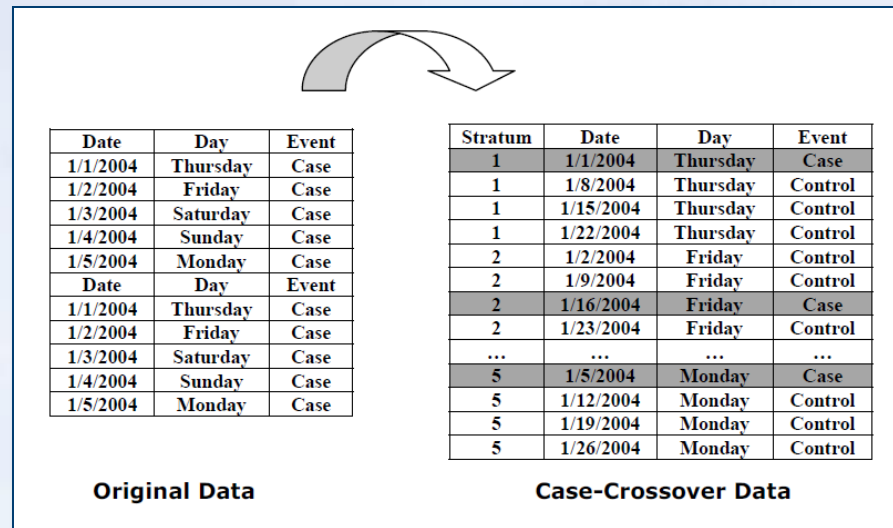 Date Day Event
1/1/2004 Thursday Case
1/2/2004 Friday Case
1/3/2004 Saturday Case
1/4/2004 Sunday Case
1/5/2004 Monday Case
Date Day Event
1/1/2004 Thursday Case
1/2/2004 Friday Case
1/3/2004 Saturday Case
1/4/2004 Sunday Case
1/5/2004 Monday Case
Original Data
Stratum Date Day Event
1 1/1/2004 Thursday Case
1 1/8/2004 Thursday Control
1 1/15/2004 Thursday Control
1 1/22/2004 Thursday Control
2 1/2/2004 Friday Control
2 1/9/2004 Friday Control
2 1/16/2004 Friday Case
2 1/23/2004 Friday Control
... ... ... ...
5 1/5/2004 Monday Case
5 1/12/2004 Monday Control
5 1/19/2004 Monday Control
5 1/26/2004 Monday Control
Case-Crossover Data